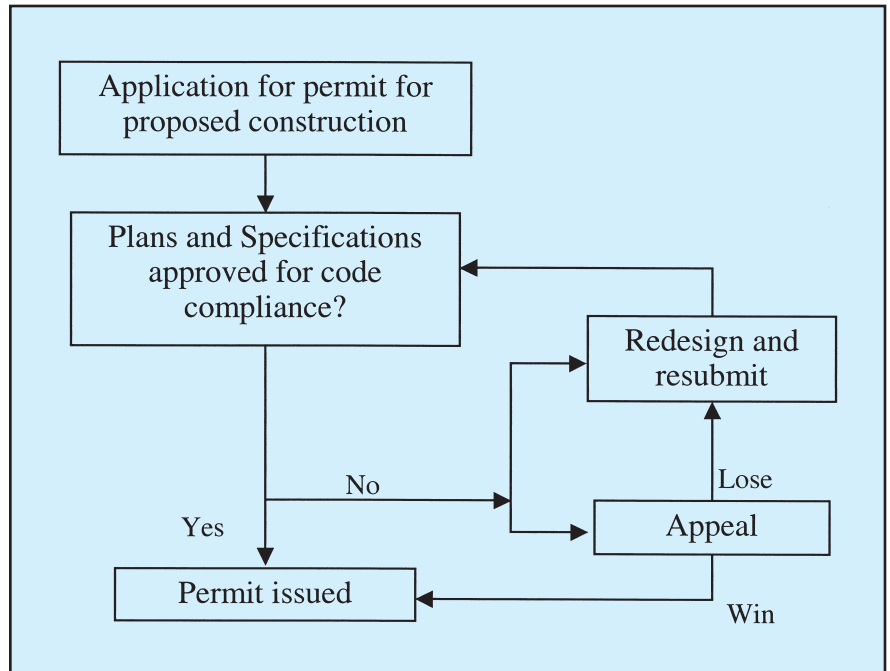 Application for permit for
proposed construction
Plans and Specifications
approved for code
compliance?
Redesign and
resubmit
No
Lose
Yes
Appeal
Permit issued
Win